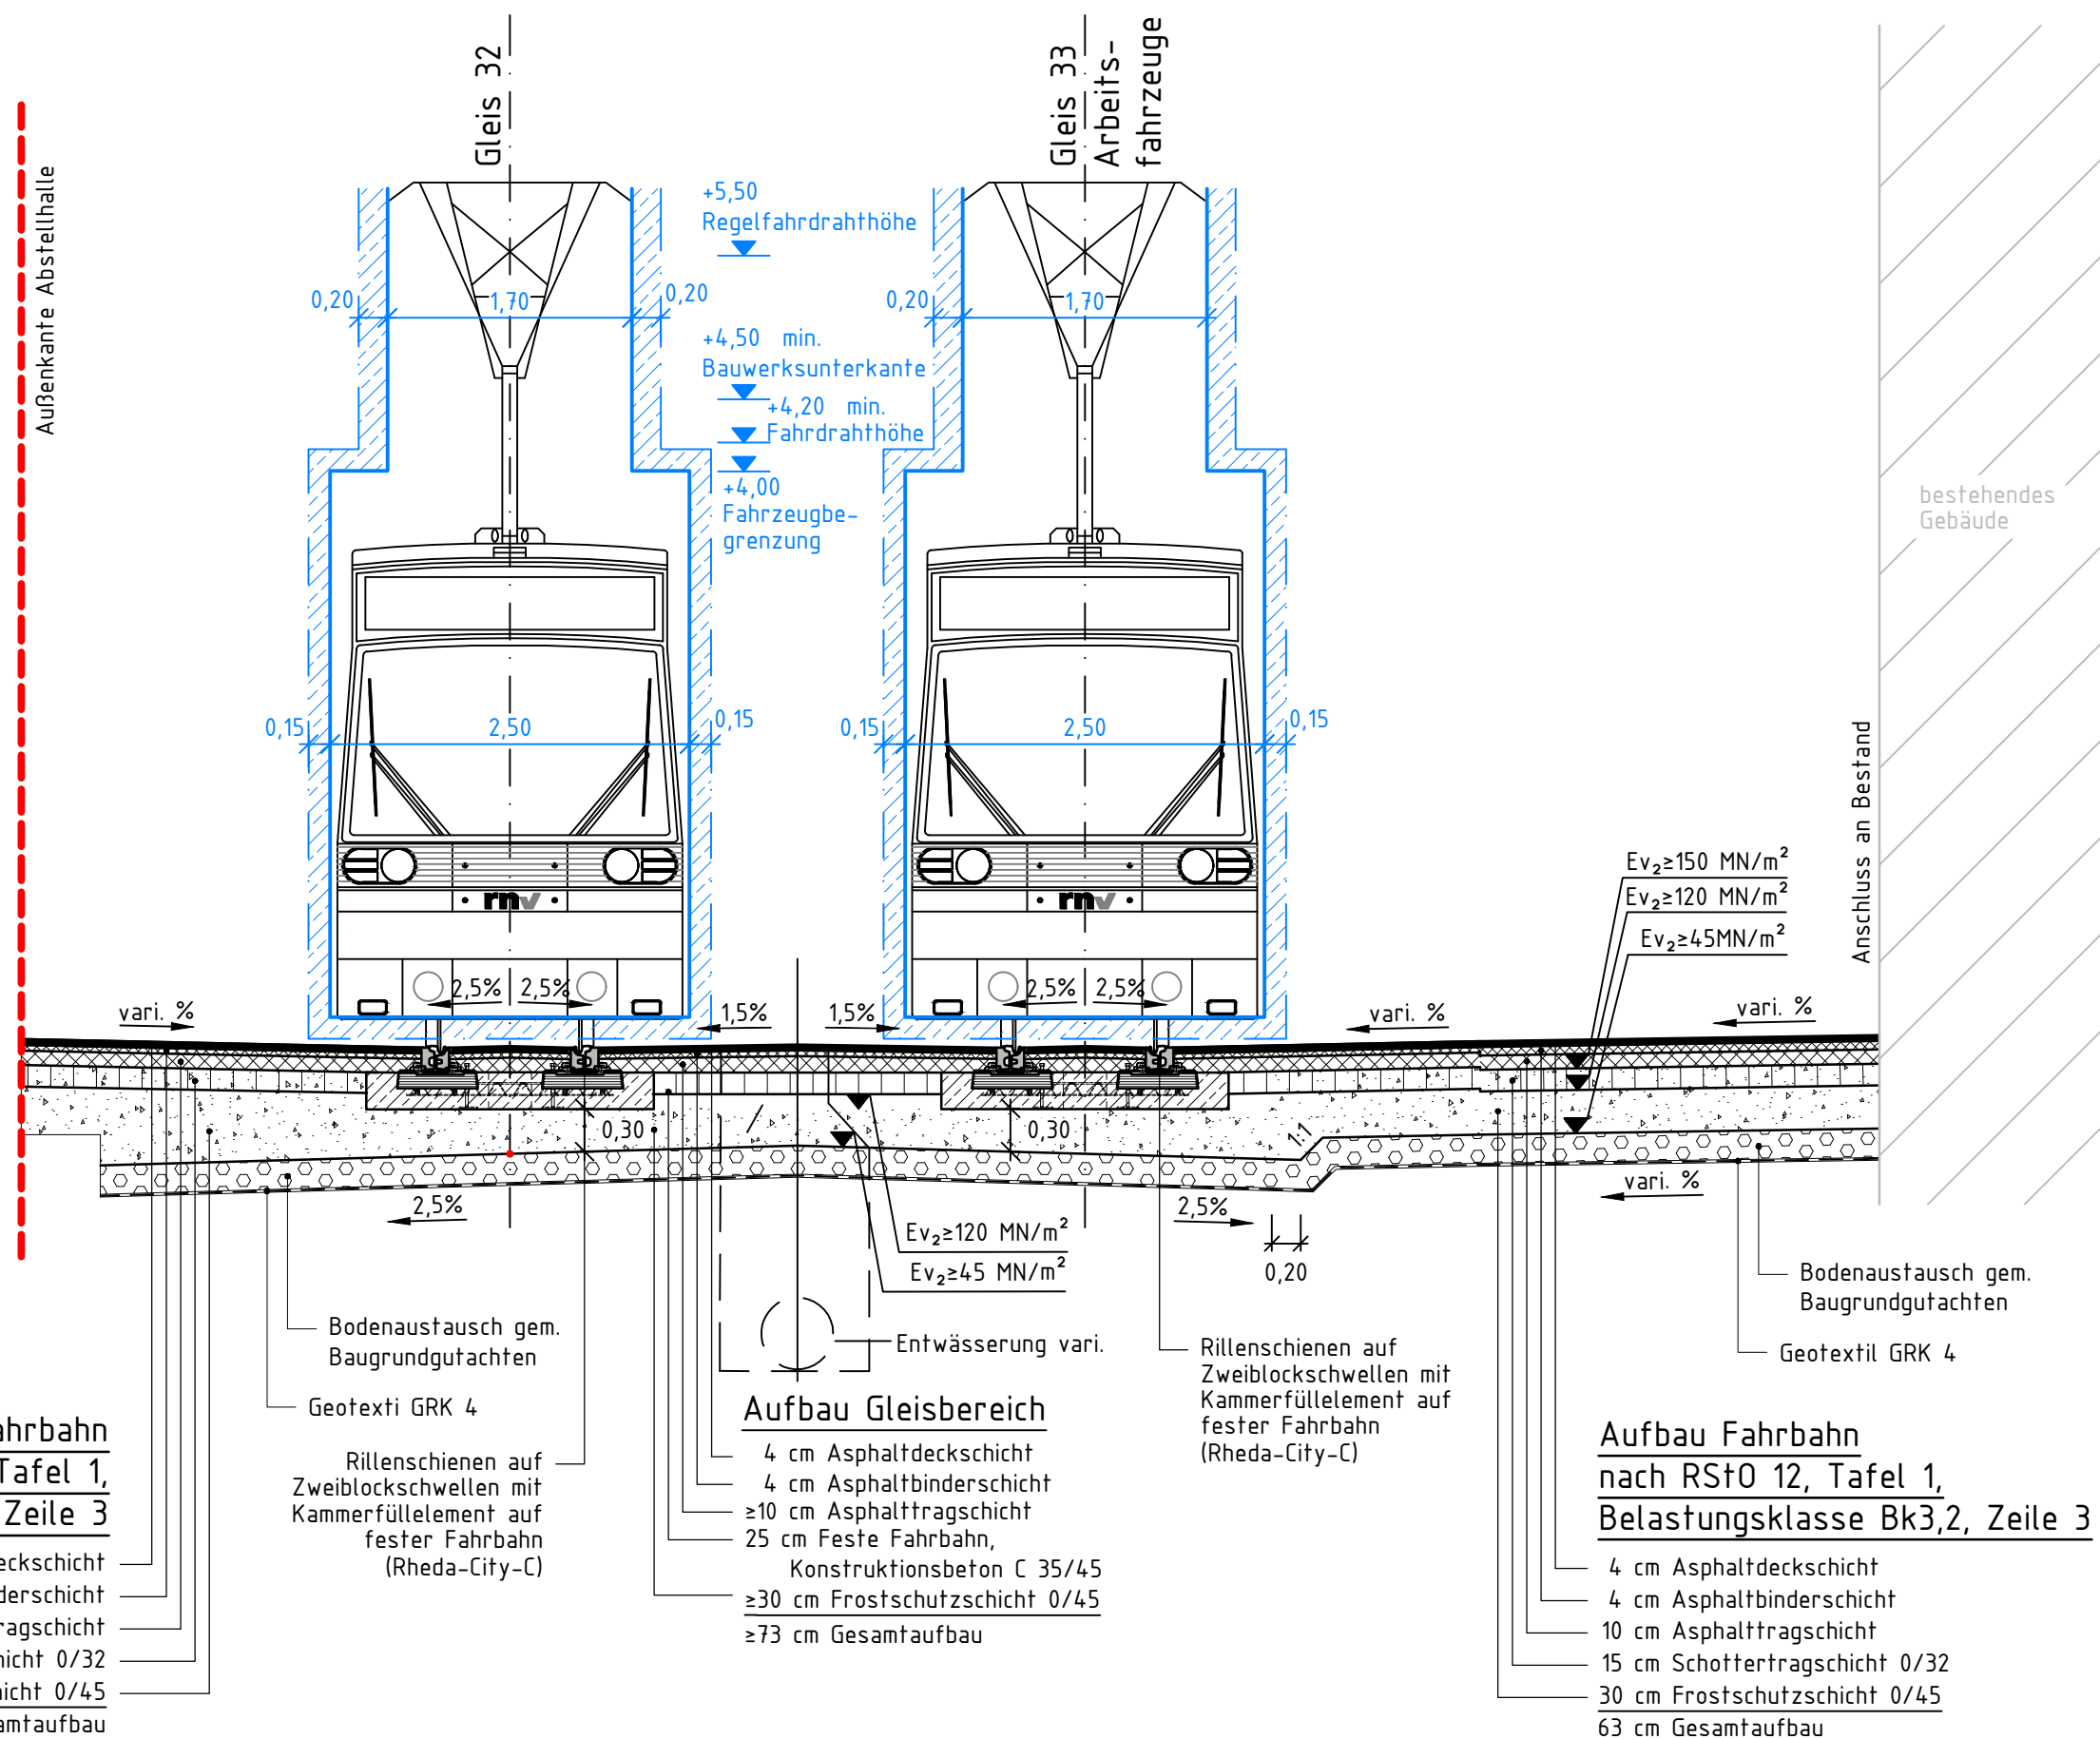 Gleis 32
Gleis 33
Arbeits-
fahrzeuge
Außenkante Abstellhalle
+5,50
Regelfahrdrahthöhe
0,20
1,70
0,20
0,20
1,70
+4,50 min.
Bauwerksunterkante
+4,20 min.
Fahrdrahthöhe
+4,00
Fahrzeugbe-
grenzung
bestehendes
Gebäude
0,15
2,50
0,15
0,15
2,50
0,15
Anschluss an Bestand
Ev₂≥150 MN/m²
Ev₂≥120 MN/m²
Ev₂≥45MN/m²
rnv
rnv
2,5%
2,5%
2,5%
2,5%
vari. %
1,5%
1,5%
vari. %
vari. %
0,30
0,30
1:1
2,5%
2,5%
vari. %
Ev₂≥120 MN/m²
Ev₂≥45 MN/m²
0,20
Bodenaustausch gem.
Baugrundgutachten
Geotexti GRK 4
Entwässerung vari.
Rillenschienen auf
Zweiblockschwellen mit
Kammerfüllelement auf
fester Fahrbahn
(Rheda-City-C)
Bodenaustausch gem.
Baugrundgutachten
Geotextil GRK 4
ahrbahn
Tafel 1,
Zeile 3
eckschicht
derschicht
ragschicht
hicht 0/32
hicht 0/45
amtaufbau
Rillenschienen auf
Zweiblockschwellen mit
Kammerfüllelement auf
fester Fahrbahn
(Rheda-City-C)
Aufbau Gleisbereich
4 cm Asphaltdeckschicht
4 cm Asphaltbinderschicht
≥10 cm Asphalttragschicht
25 cm Feste Fahrbahn,
Konstruktionsbeton C 35/45
≥30 cm Frostschutzschicht 0/45
≥73 cm Gesamtaufbau
Aufbau Fahrbahn
nach RStO 12, Tafel 1,
Belastungsklasse Bk3,2, Zeile 3
4 cm Asphaltdeckschicht
4 cm Asphaltbinderschicht
10 cm Asphalttragschicht
15 cm Schottertragschicht 0/32
30 cm Frostschutzschicht 0/45
63 cm Gesamtaufbau